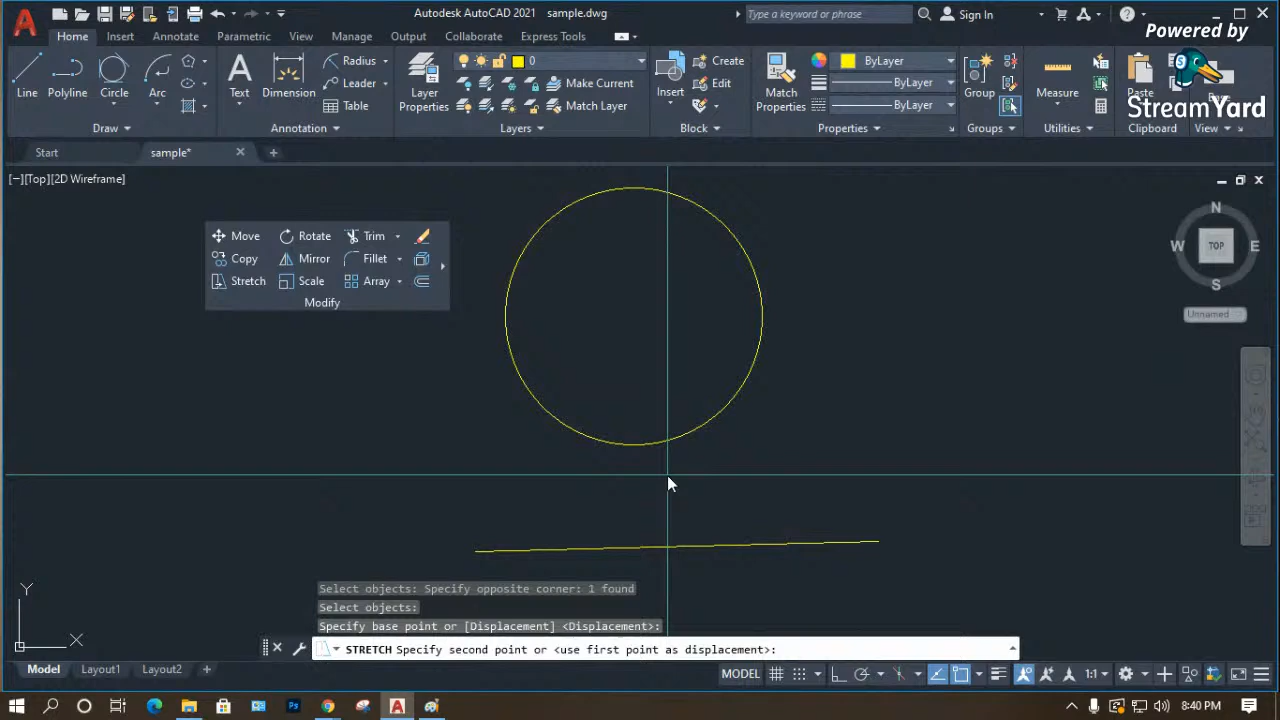 Autodesk AutoCAD 2021 sample.dwg
Type a keyword or phrase
Sign In
Powered by
StreamYard
Home Insert Annotate Parametric View Manage Output Collaborate Express Tools
Line Polyline Circle Arc
Draw
Text Dimension
Radius
Leader
Table
Annotation
Layer
Properties
0
Make Current
Match Layer
Layers
Insert
Create
Edit
Block
Match
Properties
ByLayer
ByLayer
ByLayer
Properties
Group
Groups
Measure
Utilities
Paste
Clipboard
Base
View
Start
sample*
[−][Top][2D Wireframe]
Move Rotate Trim
Copy Mirror Fillet
Stretch Scale Array
Modify
N
W TOP E
S
Unnamed
Y
X
Select objects: Specify opposite corner: 1 found
Select objects:
Specify base point or [Displacement] <Displacement>:
STRETCH Specify second point or <use first point as displacement>:
Model Layout1 Layout2 +
MODEL
1:1
8:40 PM